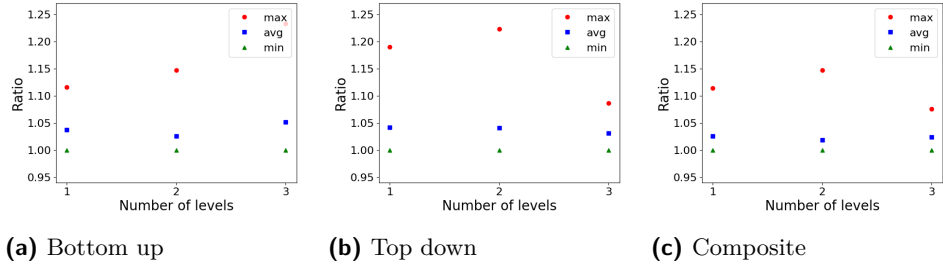 1.25
1.20
1.15
1.10
1.05
1.00
0.95
Ratio
max
avg
min
1 2 3
Number of levels
(a) Bottom up
1.25
1.20
1.15
1.10
1.05
1.00
0.95
Ratio
max
avg
min
1 2 3
Number of levels
(b) Top down
1.25
1.20
1.15
1.10
1.05
1.00
0.95
Ratio
max
avg
min
1 2 3
Number of levels
(c) Composite